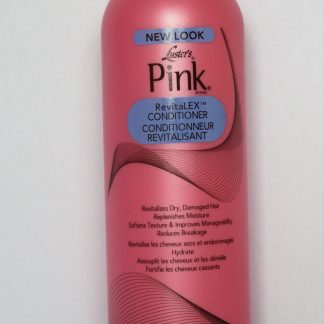 NEW LOOK
Luster's®
Pink®
BRAND
RevitaLEX™
CONDITIONER
CONDITIONNEUR
REVITALISANT
Revitalizes Dry, Damaged Hair
Replenishes Moisture
Softens Texture & Improves Manageability
Reduces Breakage
Revitalise les cheveux secs et endommagés
Hydrate
Assouplit les cheveux et les démêle
Fortifie les cheveux cassants